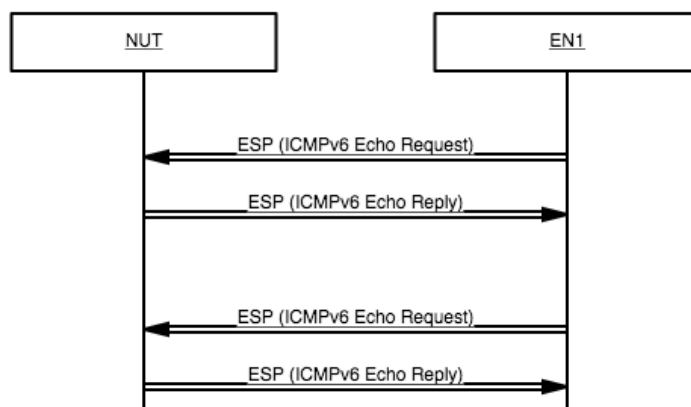 NUT
EN1
ESP (ICMPv6 Echo Request)
ESP (ICMPv6 Echo Reply)
ESP (ICMPv6 Echo Request)
ESP (ICMPv6 Echo Reply)